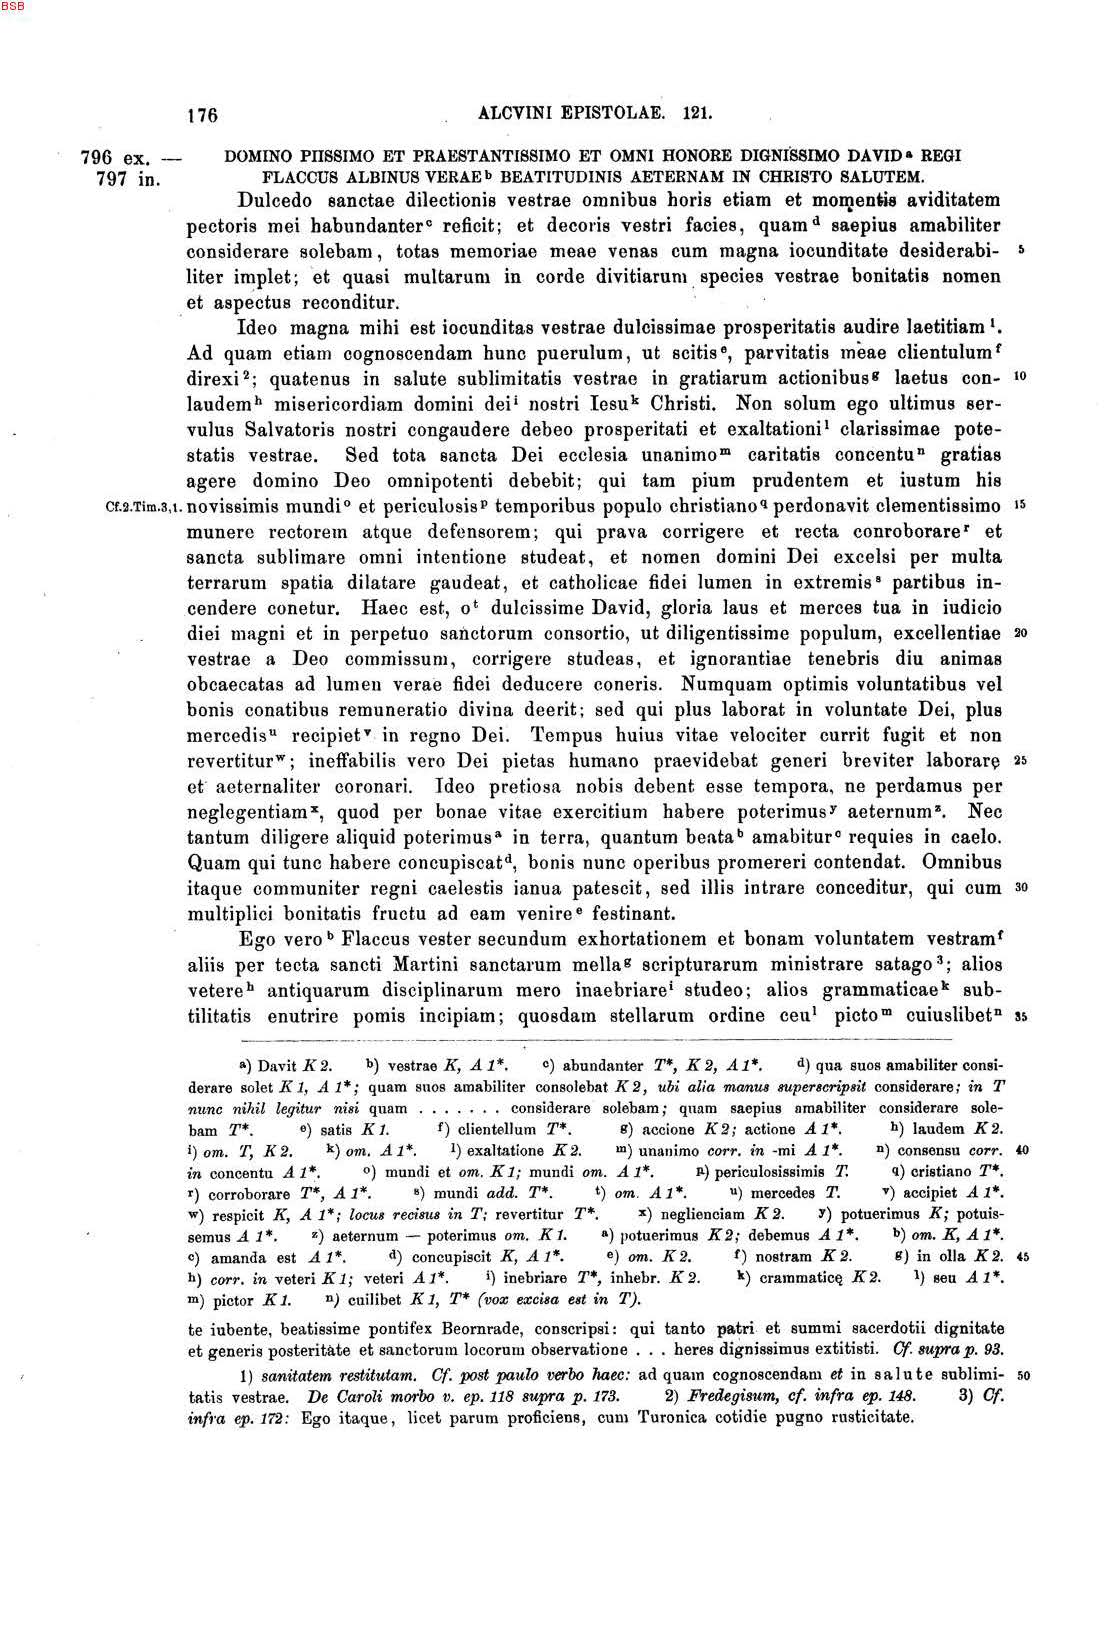 BSB
176 ALCVINI EPISTOLAE. 121.
796 ex. — DOMINO PIISSIMO ET PRAESTANTISSIMO ET OMNI HONORE DIGNISSIMO DAVID a REGI
797 in. FLACCUS ALBINUS VERAE b BEATITUDINIS AETERNAM IN CHRISTO SALUTEM.
Dulcedo sanctae dilectionis vestrae omnibus horis etiam et momentis aviditatem
pectoris mei habundanter c reficit; et decoris vestri facies, quam d saepius amabiliter
considerare solebam, totas memoriae meae venas cum magna iocunditate desiderabi- 5
liter implet; et quasi multarum in corde divitiarum species vestrae bonitatis nomen
et aspectus reconditur.
Ideo magna mihi est iocunditas vestrae dulcissimae prosperitatis audire laetitiam 1.
Ad quam etiam cognoscendam hunc puerulum, ut scitis e, parvitatis meae clientulum f
direxi 2; quatenus in salute sublimitatis vestrae in gratiarum actionibus g laetus con- 10
laudem h misericordiam domini dei i nostri Iesu k Christi. Non solum ego ultimus ser-
vulus Salvatoris nostri congaudere debeo prosperitati et exaltationi l clarissimae pote-
statis vestrae. Sed tota sancta Dei ecclesia unanimo m caritatis concentu n gratias
agere domino Deo omnipotenti debebit; qui tam pium prudentem et iustum his
Cf.2.Tim.3,1. novissimis mundi o et periculosis p temporibus populo christiano q perdonavit clementissimo 15
munere rectorem atque defensorem; qui prava corrigere et recta conroborare r et
sancta sublimare omni intentione studeat, et nomen domini Dei excelsi per multa
terrarum spatia dilatare gaudeat, et catholicae fidei lumen in extremis s partibus in-
cendere conetur. Haec est, o t dulcissime David, gloria laus et merces tua in iudicio
diei magni et in perpetuo sanctorum consortio, ut diligentissime populum, excellentiae 20
vestrae a Deo commissum, corrigere studeas, et ignorantiae tenebris diu animas
obcaecatas ad lumen verae fidei deducere coneris. Numquam optimis voluntatibus vel
bonis conatibus remuneratio divina deerit; sed qui plus laborat in voluntate Dei, plus
mercedis u recipiet v in regno Dei. Tempus huius vitae velociter currit fugit et non
revertitur w; ineffabilis vero Dei pietas humano praevidebat generi breviter laborarę 25
et aeternaliter coronari. Ideo pretiosa nobis debent esse tempora, ne perdamus per
neglegentiam x, quod per bonae vitae exercitium habere poterimus y aeternum z. Nec
tantum diligere aliquid poterimus a in terra, quantum beata b amabitur c requies in caelo.
Quam qui tunc habere concupiscat d, bonis nunc operibus promereri contendat. Omnibus
itaque communiter regni caelestis ianua patescit, sed illis intrare conceditur, qui cum 30
multiplici bonitatis fructu ad eam venire e festinant.
Ego vero b Flaccus vester secundum exhortationem et bonam voluntatem vestram f
aliis per tecta sancti Martini sanctarum mella g scripturarum ministrare satago 3; alios
vetere h antiquarum disciplinarum mero inaebriare i studeo; alios grammaticae k sub-
tilitatis enutrire pomis incipiam; quosdam stellarum ordine ceu l picto m cuiuslibet n 35
a) Davit K 2. b) vestrae K, A 1*. c) abundanter T*, K 2, A 1*. d) qua suos amabiliter consi-
derare solet K 1, A 1*; quam suos amabiliter consolebat K 2, ubi alia manus superscripsit considerare; in T
nunc nihil legitur nisi quam . . . . . . . considerare solebam; quam saepius amabiliter considerare sole-
bam T*. e) satis K 1. f) clientellum T*. g) accione K 2; actione A 1*. h) laudem K 2.
i) om. T, K 2. k) om. A 1*. l) exaltatione K 2. m) unanimo corr. in -mi A 1*. n) consensu corr. 40
in concentu A 1*. o) mundi et om. K 1; mundi om. A 1*. p) periculosissimis T. q) cristiano T*.
r) corroborare T*, A 1*. s) mundi add. T*. t) om. A 1*. u) mercedes T. v) accipiet A 1*.
w) respicit K, A 1*; locus recisus in T; revertitur T*. x) neglienciam K 2. y) potuerimus K; potuis-
semus A 1*. z) aeternum — poterimus om. K 1. a) potuerimus K 2; debemus A 1*. b) om. K, A 1*.
c) amanda est A 1*. d) concupiscit K, A 1*. e) om. K 2. f) nostram K 2. g) in olla K 2. 45
h) corr. in veteri K 1; veteri A 1*. i) inebriare T*, inhebr. K 2. k) crammaticę K 2. l) seu A 1*.
m) pictor K 1. n) cuilibet K 1, T* (vox excisa est in T).
te iubente, beatissime pontifex Beornrade, conscripsi: qui tanto patri et summi sacerdotii dignitate
et generis posteritate et sanctorum locorum observatione . . . heres dignissimus extitisti. Cf. supra p. 93.
1) sanitatem restitutam. Cf. post paulo verbo haec: ad quam cognoscendam et in salute sublimi- 50
tatis vestrae. De Caroli morbo v. ep. 118 supra p. 173. 2) Fredegisum, cf. infra ep. 148. 3) Cf.
infra ep. 172: Ego itaque, licet parum proficiens, cum Turonica cotidie pugno rusticitate.